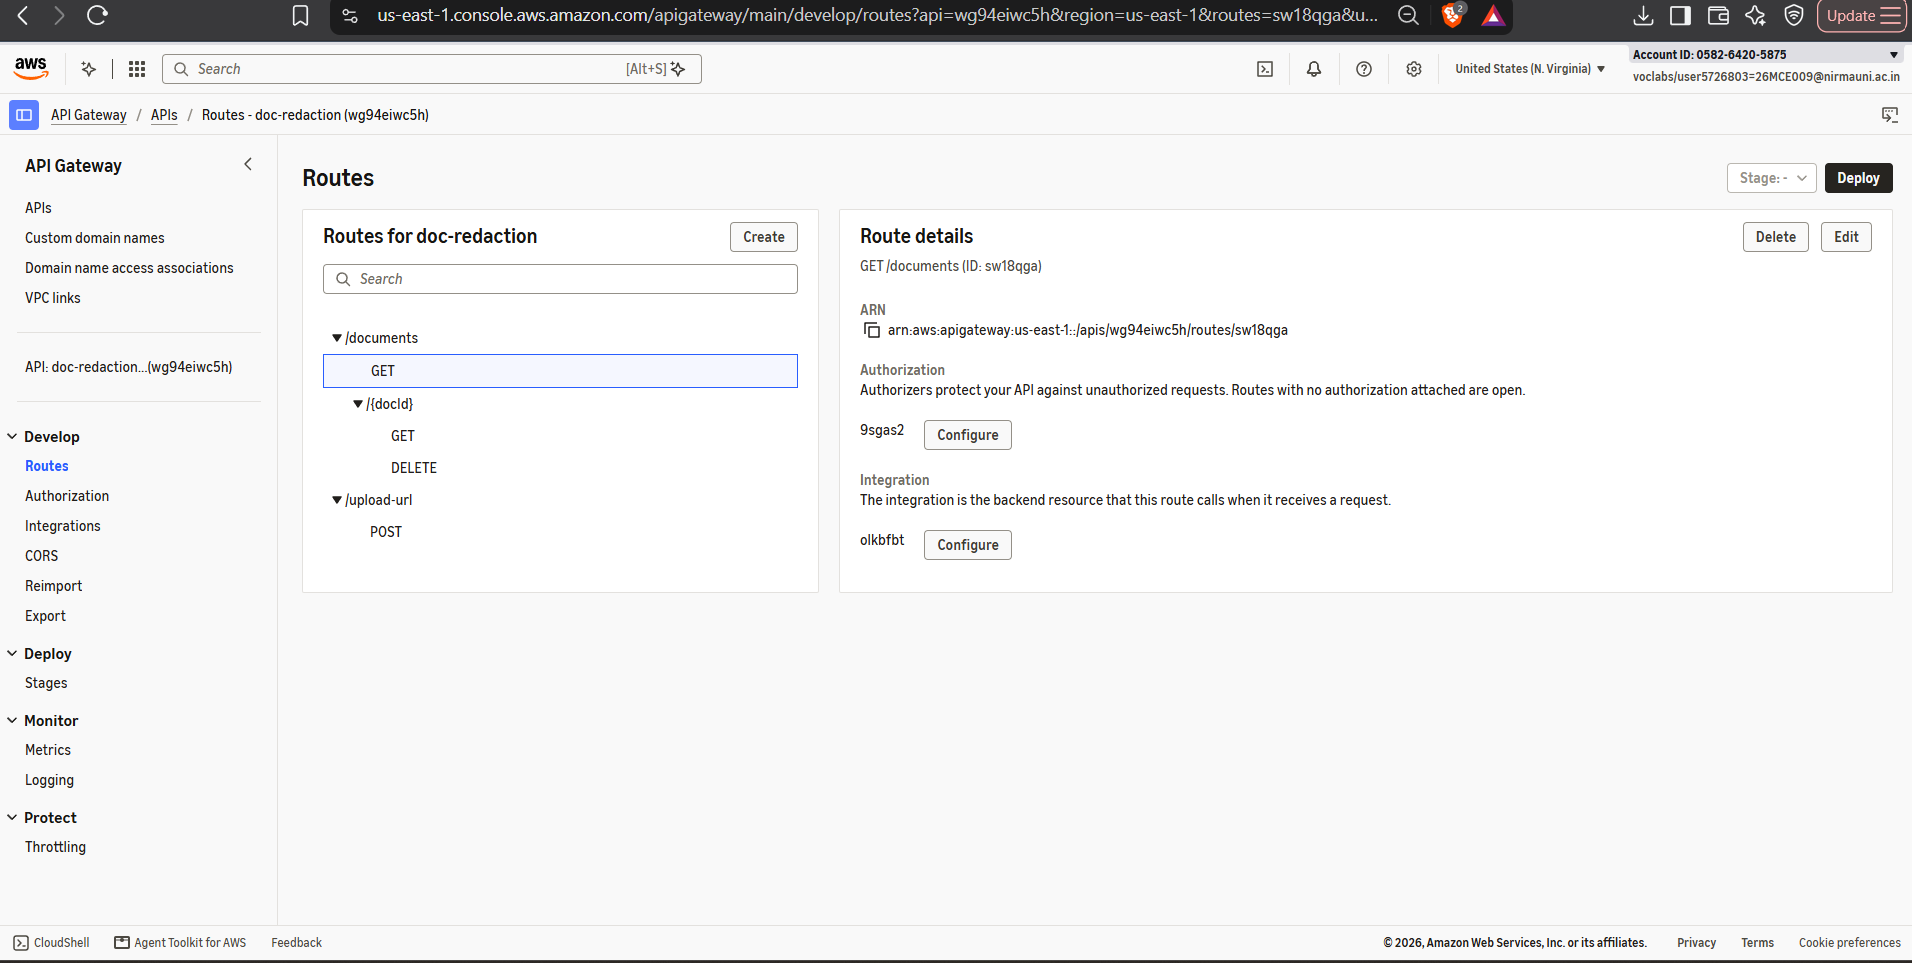 us-east-1.console.aws.amazon.com/apigateway/main/develop/routes?api=wg94eiwc5h&region=us-east-1&routes=sw18qga&u...
2
Update
aws
Search
[Alt+S]
United States (N. Virginia)
Account ID: 0582-6420-5875
voclabs/user5726803=26MCE009@nirmauni.ac.in
API Gateway / APIs / Routes - doc-redaction (wg94eiwc5h)
API Gateway
APIs
Custom domain names
Domain name access associations
VPC links
API: doc-redaction...(wg94eiwc5h)
Develop
Routes
Authorization
Integrations
CORS
Reimport
Export
Deploy
Stages
Monitor
Metrics
Logging
Protect
Throttling
Routes
Stage: -
Deploy
Routes for doc-redaction
Create
Search
/documents
GET
/{docId}
GET
DELETE
/upload-url
POST
Route details
Delete
Edit
GET /documents (ID: sw18qga)
ARN
arn:aws:apigateway:us-east-1::/apis/wg94eiwc5h/routes/sw18qga
Authorization
Authorizers protect your API against unauthorized requests. Routes with no authorization attached are open.
9sgas2
Configure
Integration
The integration is the backend resource that this route calls when it receives a request.
olkbfbt
Configure
CloudShell
Agent Toolkit for AWS
Feedback
© 2026, Amazon Web Services, Inc. or its affiliates.
Privacy
Terms
Cookie preferences